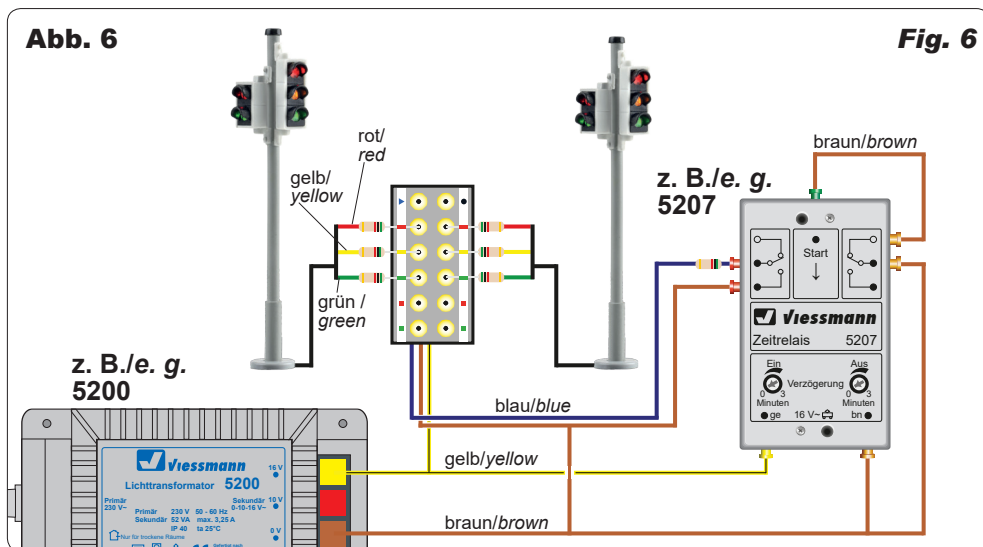 Abb. 6
Fig. 6
rot/
red
gelb/
yellow
grün /
green
braun/brown
z. B./e. g.
5207
Start
viessmann
Zeitrelais 5207
Ein Aus
Verzögerung
0 3 0 3
Minuten Minuten
ge 16 V~ bn
z. B./e. g.
5200
blau/blue
gelb/yellow
braun/brown
viessmann
Lichttransformator 5200
16 V
Primär
230 V~
Sekundär
0-10-16 V~
10 V
Primär 230 V 50 - 60 Hz
Sekundär 52 VA max. 3,25 A
IP 40 ta 25°C
0 V
Nur für trockene Räume